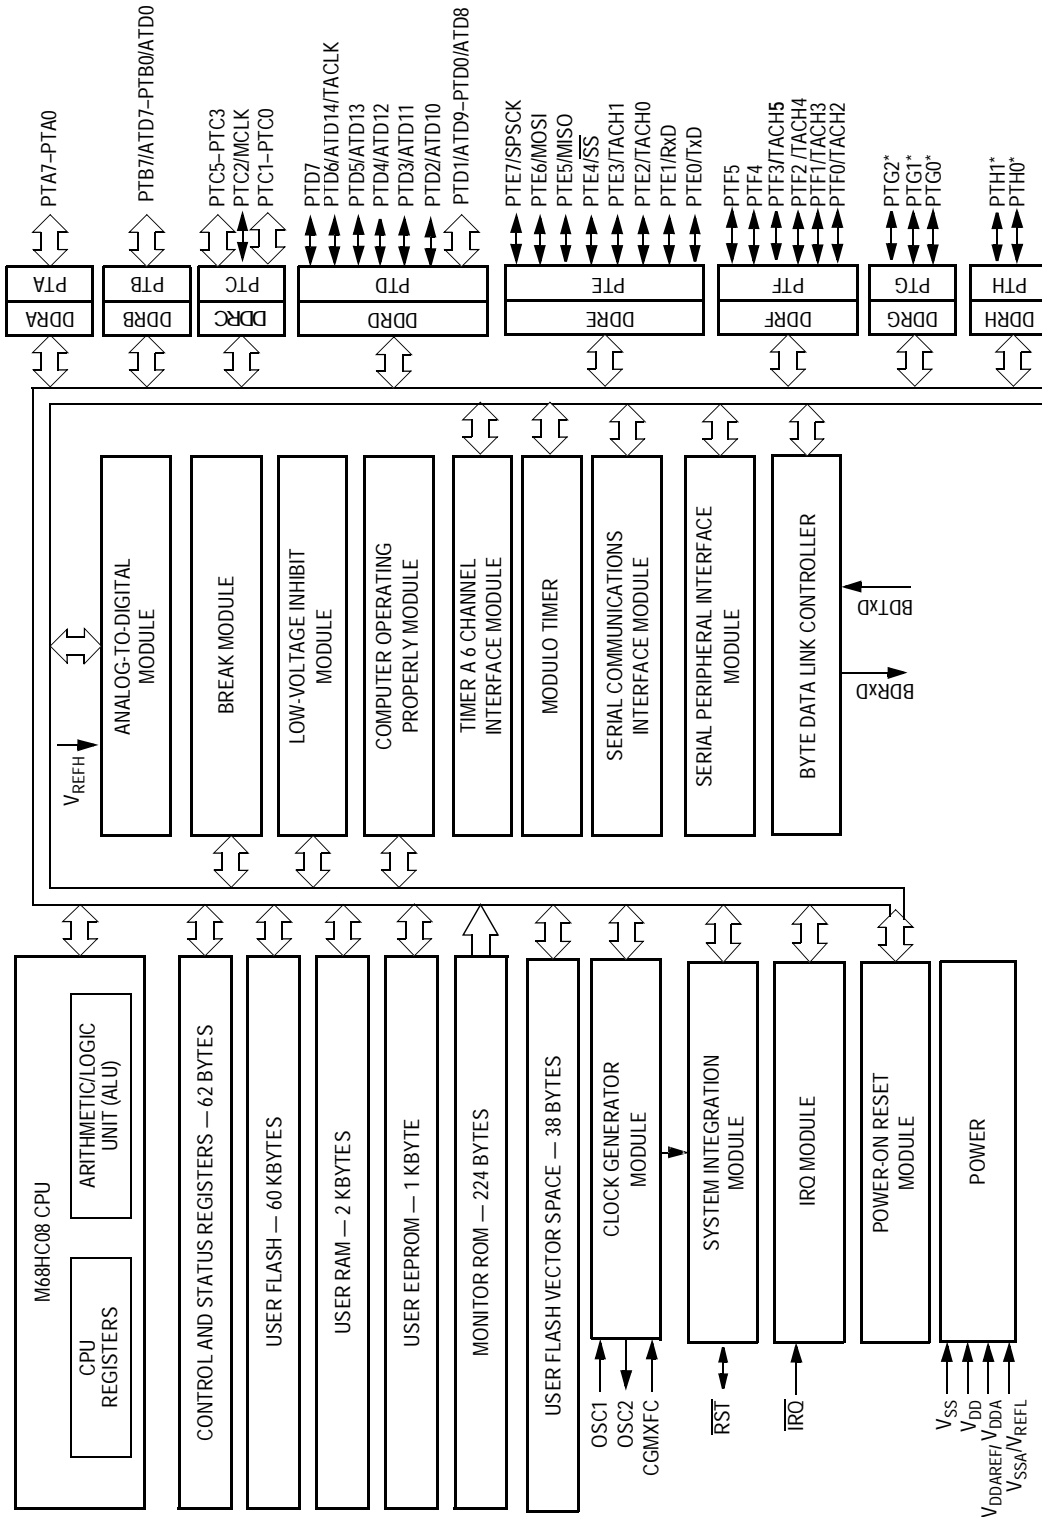 M68HC08 CPU
CPU
REGISTERS
ARITHMETIC/LOGIC
UNIT (ALU)
CONTROL AND STATUS REGISTERS — 62 BYTES
USER FLASH — 60 KBYTES
USER RAM — 2 KBYTES
USER EEPROM — 1 KBYTE
MONITOR ROM — 224 BYTES
USER FLASH VECTOR SPACE — 38 BYTES
OSC1
OSC2
CGMXFC
CLOCK GENERATOR
MODULE
RST
SYSTEM INTEGRATION
MODULE
IRQ
IRQ MODULE
POWER-ON RESET
MODULE
VSS
VDD
VDDAREF/ VDDA
VSSA/VREFL
POWER
VREFH
ANALOG-TO-DIGITAL
MODULE
BREAK MODULE
LOW-VOLTAGE INHIBIT
MODULE
COMPUTER OPERATING
PROPERLY MODULE
TIMER A 6 CHANNEL
INTERFACE MODULE
MODULO TIMER
SERIAL COMMUNICATIONS
INTERFACE MODULE
SERIAL PERIPHERAL INTERFACE
MODULE
BYTE DATA LINK CONTROLLER
BDRxD
BDTxD
DDRA
PTA
PTA7–PTA0
DDRB
PTB
PTB7/ATD7–PTB0/ATD0
DDRC
PTC
PTC5–PTC3
PTC2/MCLK
PTC1–PTC0
DDRD
PTD
PTD7
PTD6/ATD14/TACLK
PTD5/ATD13
PTD4/ATD12
PTD3/ATD11
PTD2/ATD10
PTD1/ATD9–PTD0/ATD8
DDRE
PTE
PTE7/SPSCK
PTE6/MOSI
PTE5/MISO
PTE4/SS
PTE3/TACH1
PTE2/TACH0
PTE1/RxD
PTE0/TxD
DDRF
PTF
PTF5
PTF4
PTF3/TACH5
PTF2 /TACH4
PTF1/TACH3
PTF0/TACH2
DDRG
PTG
PTG2*
PTG1*
PTG0*
DDRH
PTH
PTH1*
PTH0*